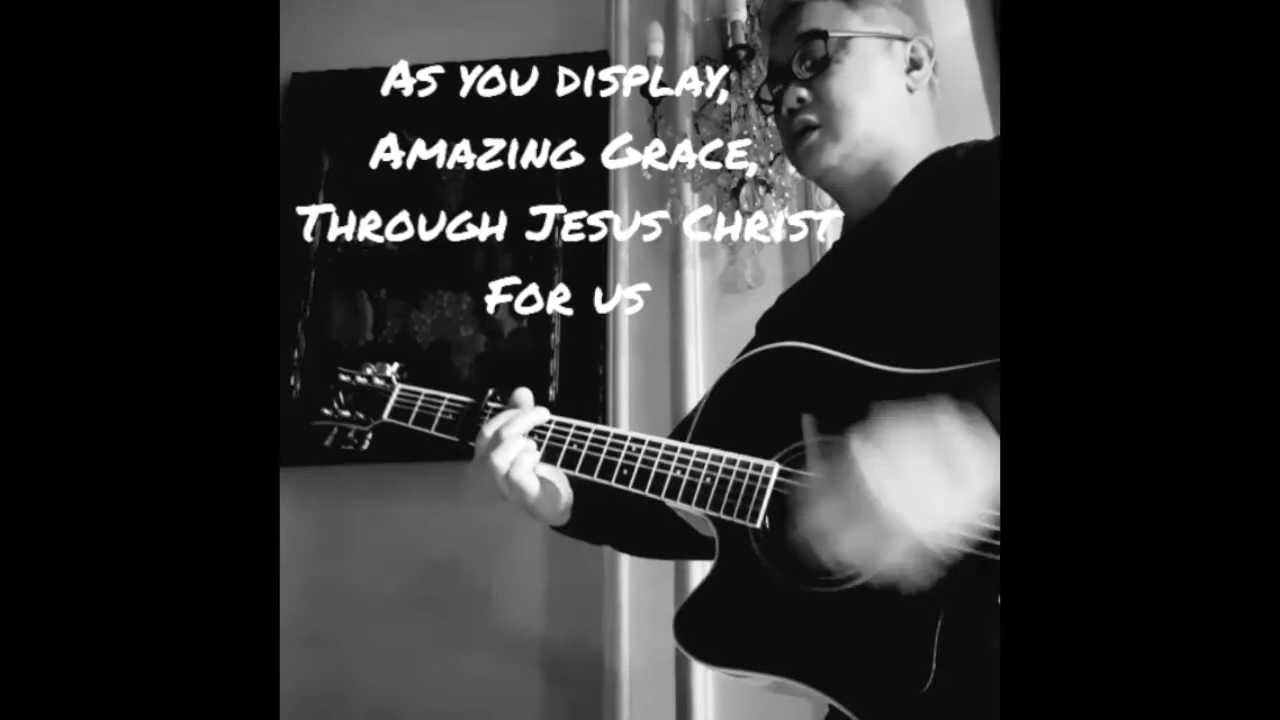 As you display,
Amazing Grace,
Through Jesus Christ
For us